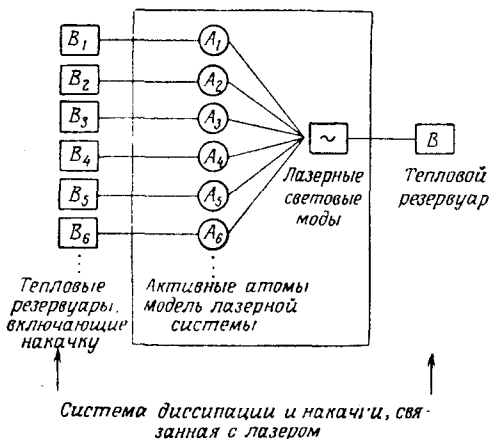 B₁ A₁
B₂ A₂
B₃ A₃
B₄ A₄
B₅ A₅
B₆ A₆
~ B
Лазерные
световые
моды
Тепловой
резервуар
Тепловые
резервуары,
включающие
накачку
Активные атомы
модель лазерной
системы
Система диссипации и накачки, свя-
занная с лазером